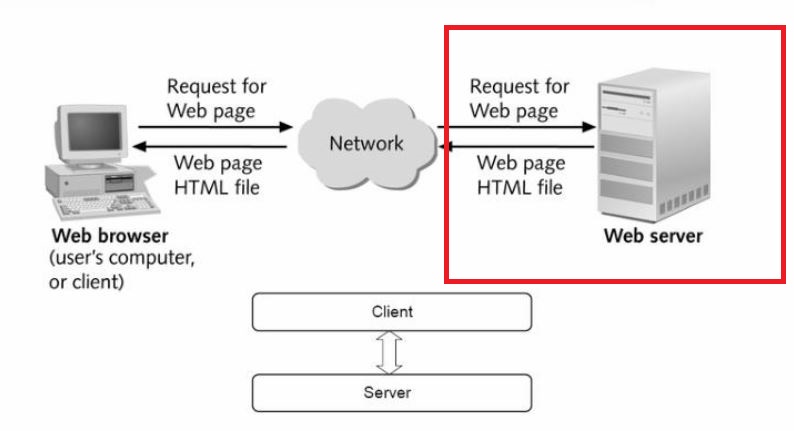 Request for
Web page
Web page
HTML file
Network
Request for
Web page
Web page
HTML file
Web browser
(user's computer,
or client)
Web server
Client
Server